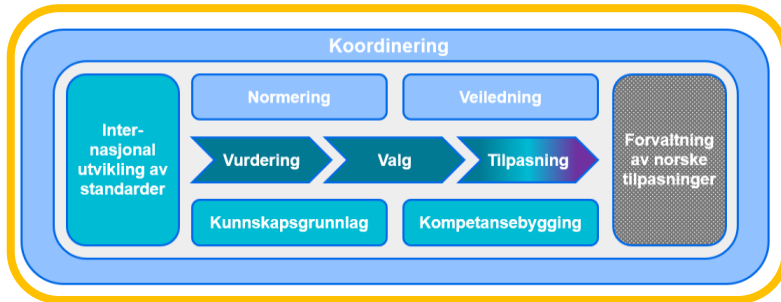 Koordinering
Inter-
nasjonal
utvikling av
standarder
Normering
Veiledning
Vurdering
Valg
Tilpasning
Kunnskapsgrunnlag
Kompetansebygging
Forvaltning
av norske
tilpasninger